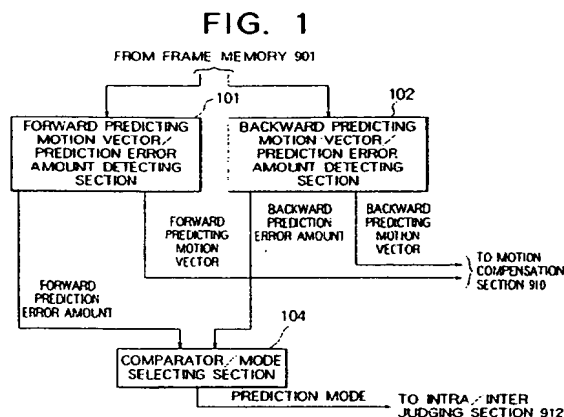 FIG. 1
FROM FRAME MEMORY 901
101
102
FORWARD PREDICTING
MOTION VECTOR/
PREDICTION ERROR
AMOUNT DETECTING
SECTION
BACKWARD PREDICTING
MOTION VECTOR/
PREDICTION ERROR
AMOUNT DETECTING
SECTION
FORWARD
PREDICTING
MOTION
VECTOR
BACKWARD
PREDICTION
ERROR AMOUNT
BACKWARD
PREDICTING
MOTION
VECTOR
TO MOTION
COMPENSATION
SECTION 910
FORWARD
PREDICTION
ERROR AMOUNT
104
COMPARATOR/MODE
SELECTING SECTION
PREDICTION MODE
TO INTRA/INTER
JUDGING SECTION 912